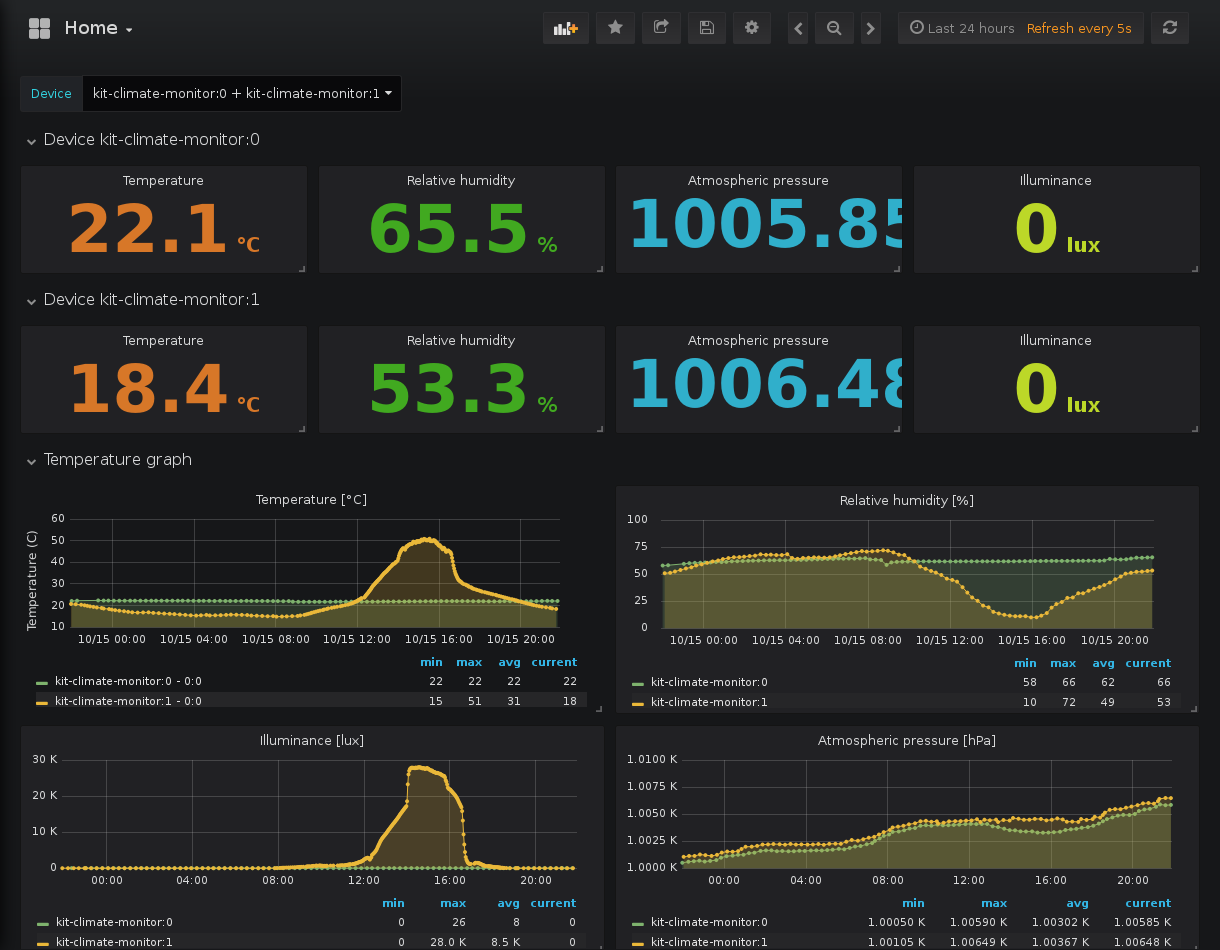 Home
Last 24 hours Refresh every 5s
Device kit-climate-monitor:0 + kit-climate-monitor:1
Device kit-climate-monitor:0
Temperature Relative humidity Atmospheric pressure Illuminance
22.1 °C 65.5 % 1005.85 0 lux
Device kit-climate-monitor:1
Temperature Relative humidity Atmospheric pressure Illuminance
18.4 °C 53.3 % 1006.48 0 lux
Temperature graph
Temperature [°C]
Temperature (C)
60
50
40
30
20
10
10/15 00:00 10/15 04:00 10/15 08:00 10/15 12:00 10/15 16:00 10/15 20:00
min max avg current
kit-climate-monitor:0 - 0:0 22 22 22 22
kit-climate-monitor:1 - 0:0 15 51 31 18
Relative humidity [%]
100
75
50
25
0
10/15 00:00 10/15 04:00 10/15 08:00 10/15 12:00 10/15 16:00 10/15 20:00
min max avg current
kit-climate-monitor:0 58 66 62 66
kit-climate-monitor:1 10 72 49 53
Illuminance [lux]
30 K
20 K
10 K
0
00:00 04:00 08:00 12:00 16:00 20:00
min max avg current
kit-climate-monitor:0 0 26 8 0
kit-climate-monitor:1 0 28.0 K 8.5 K 0
Atmospheric pressure [hPa]
1.0100 K
1.0075 K
1.0050 K
1.0025 K
1.0000 K
00:00 04:00 08:00 12:00 16:00 20:00
min max avg current
kit-climate-monitor:0 1.00050 K 1.00590 K 1.00302 K 1.00585 K
kit-climate-monitor:1 1.00105 K 1.00649 K 1.00367 K 1.00648 K